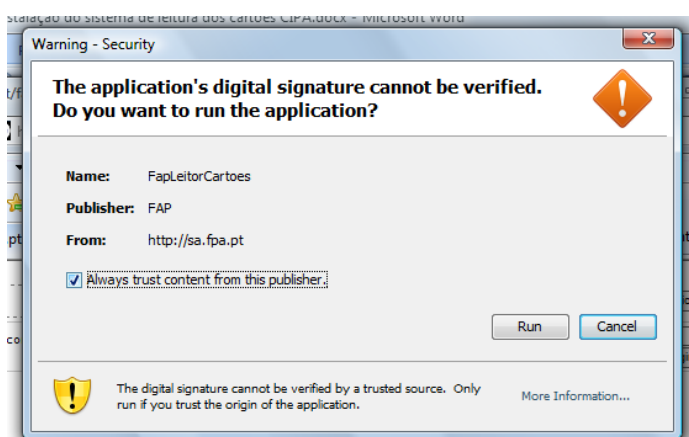 stalação do sistema de leitura dos cartões CIPA.docx - Microsoft Word
Warning - Security
The application's digital signature cannot be verified.
Do you want to run the application?
Name: FapLeitorCartoes
Publisher: FAP
From: http://sa.fpa.pt
Always trust content from this publisher.
Run Cancel
The digital signature cannot be verified by a trusted source. Only
run if you trust the origin of the application.
More Information...